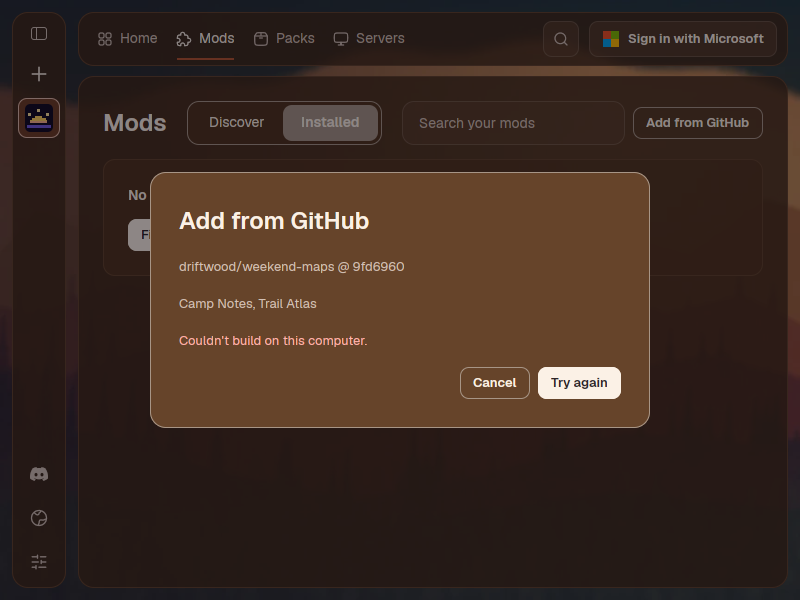 Home
Mods
Packs
Servers
Sign in with Microsoft
Mods
Discover
Installed
Search your mods
Add from GitHub
No
Add from GitHub
driftwood/weekend-maps @ 9fd6960
Camp Notes, Trail Atlas
Couldn't build on this computer.
Cancel
Try again